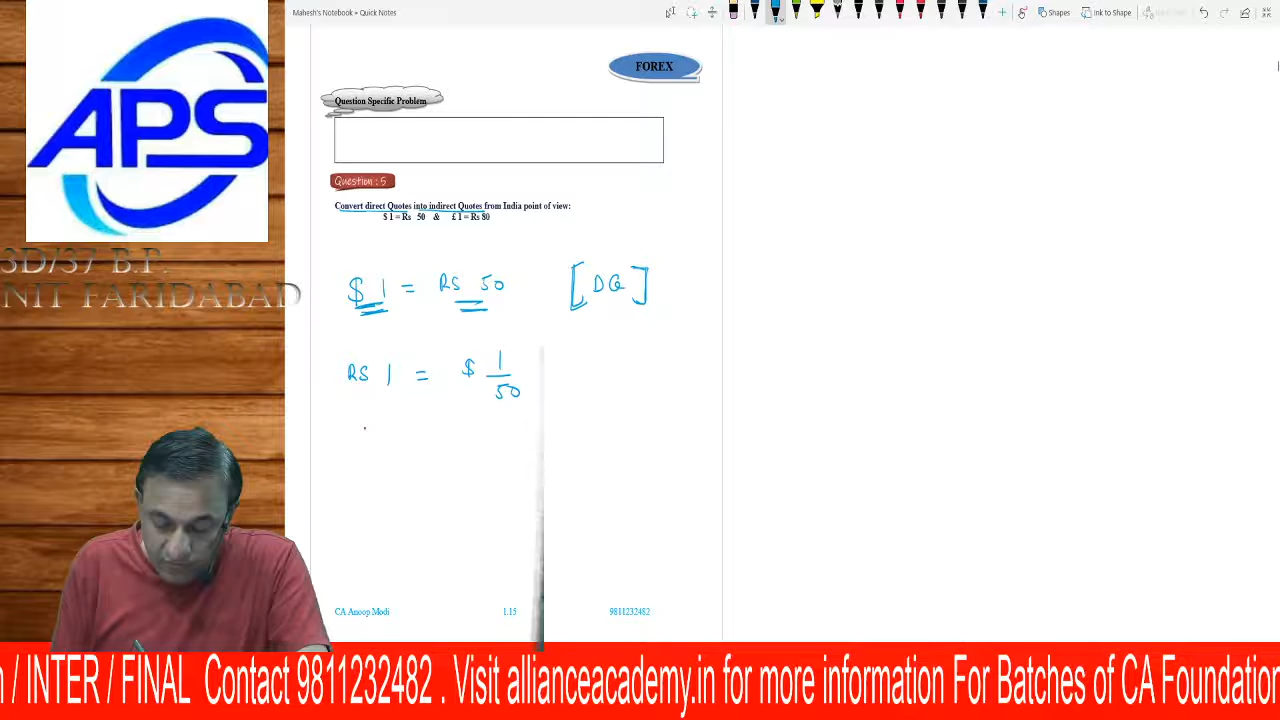 Mahesh's Notebook » Quick Notes
Shapes
Ink to Shape
APS
3D/37 B.P.
NIT FARIDABAD
FOREX
Question Specific Problem
Question : 5
Convert direct Quotes into indirect Quotes from India point of view:
$ 1 = Rs 50 & £ 1 = Rs 80
$ 1 = RS 50 [DQ]
RS 1 = $ 1/50
CA Anoop Modi 1.15 9811232482
/ INTER / FINAL Contact 9811232482 . Visit allianceacademy.in for more information For Batches of CA Foundation